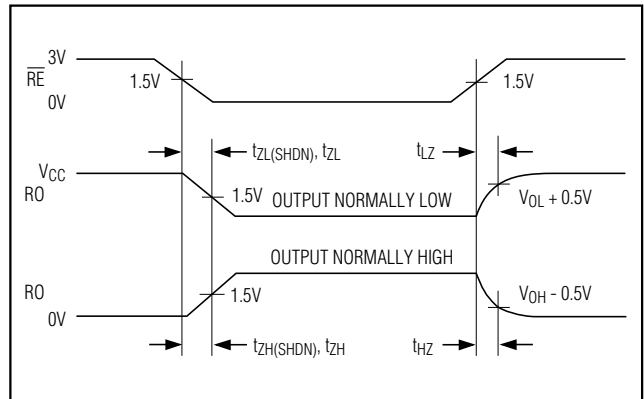 3V
R̅E̅
1.5V
1.5V
0V
tZL(SHDN), tZL
tLZ
VCC
RO
1.5V
OUTPUT NORMALLY LOW
VOL + 0.5V
OUTPUT NORMALLY HIGH
RO
1.5V
VOH - 0.5V
0V
tZH(SHDN), tZH
tHZ